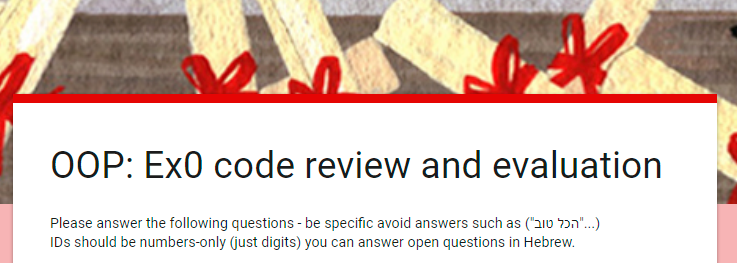 OOP: Ex0 code review and evaluation
Please answer the following questions - be specific avoid answers such as ("הכל טוב"...)
IDs should be numbers-only (just digits) you can answer open questions in Hebrew.